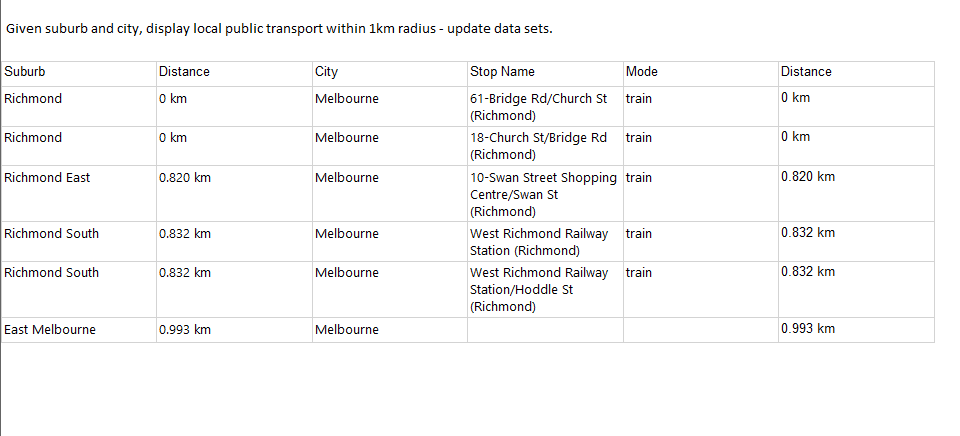 Given suburb and city, display local public transport within 1km radius - update data sets.
Suburb Distance City Stop Name Mode Distance
Richmond 0 km Melbourne 61-Bridge Rd/Church St train 0 km
(Richmond)
Richmond 0 km Melbourne 18-Church St/Bridge Rd train 0 km
(Richmond)
Richmond East 0.820 km Melbourne 10-Swan Street Shopping train 0.820 km
Centre/Swan St
(Richmond)
Richmond South 0.832 km Melbourne West Richmond Railway train 0.832 km
Station (Richmond)
Richmond South 0.832 km Melbourne West Richmond Railway train 0.832 km
Station/Hoddle St
(Richmond)
East Melbourne 0.993 km Melbourne 0.993 km